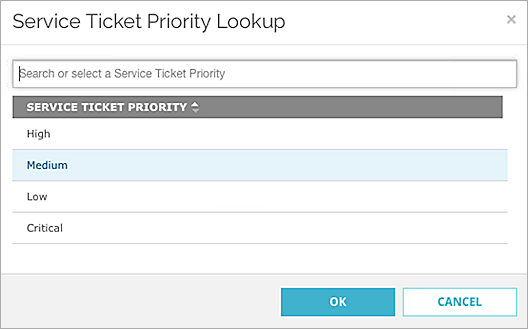 Service Ticket Priority Lookup
×
Search or select a Service Ticket Priority
SERVICE TICKET PRIORITY
High
Medium
Low
Critical
OK
CANCEL